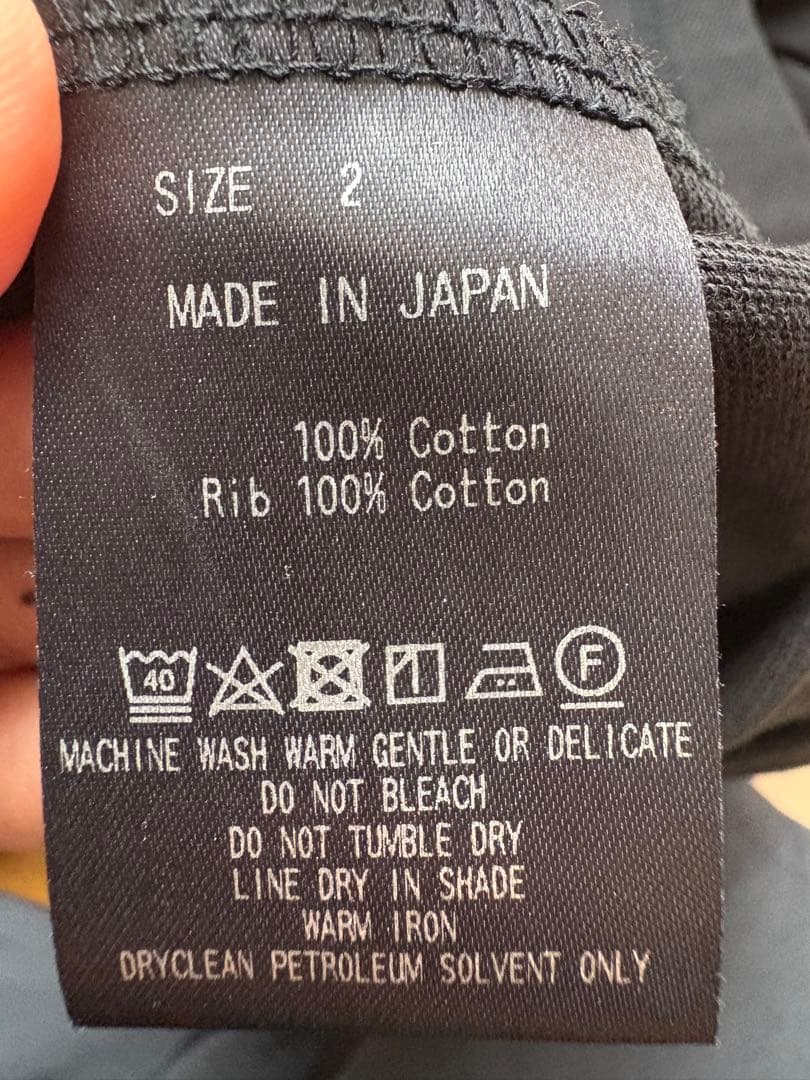 SIZE 2
MADE IN JAPAN
100% Cotton
Rib 100% Cotton
40 F
MACHINE WASH WARM GENTLE OR DELICATE
DO NOT BLEACH
DO NOT TUMBLE DRY
LINE DRY IN SHADE
WARM IRON
DRYCLEAN PETROLEUM SOLVENT ONLY